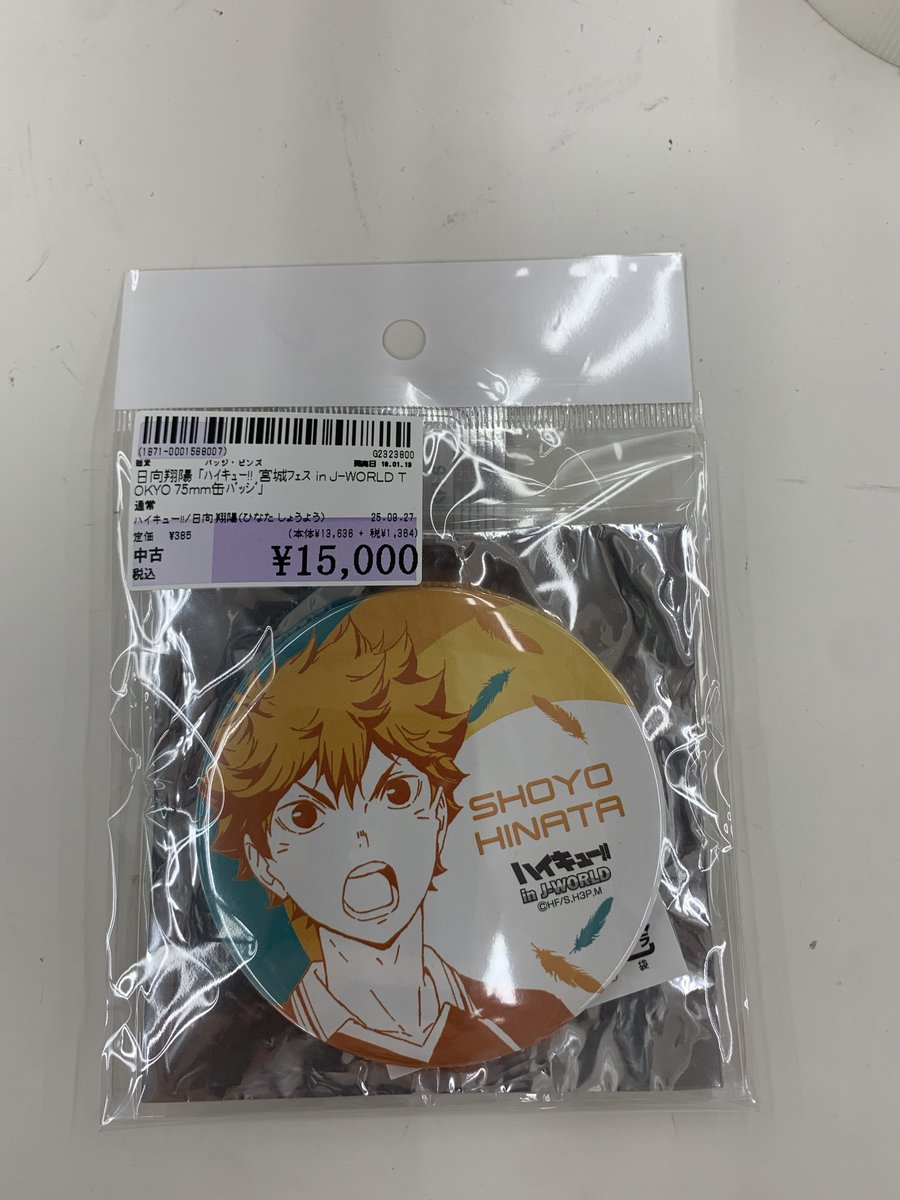 (1871-0001588007) G2323800
雑貨 バッジ・ピンズ 発売日 18.01.13
日向翔陽「ハイキュー!! 宮城フェス in J-WORLD T
OKYO 75mm缶バッジ」
通常
ハイキュー!!/日向 翔陽(ひなた しょうよう) 25.09.27
定価 ¥385 (本体¥13,636 + 税¥1,364)
中古
税込 ¥15,000
SHOYO
HINATA
ハイキュー!!
in J-WORLD
©HF/S.H3P.M
袋